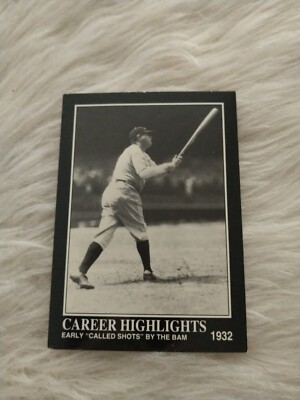 CAREER HIGHLIGHTS
EARLY "CALLED SHOTS" BY THE BAM 1932